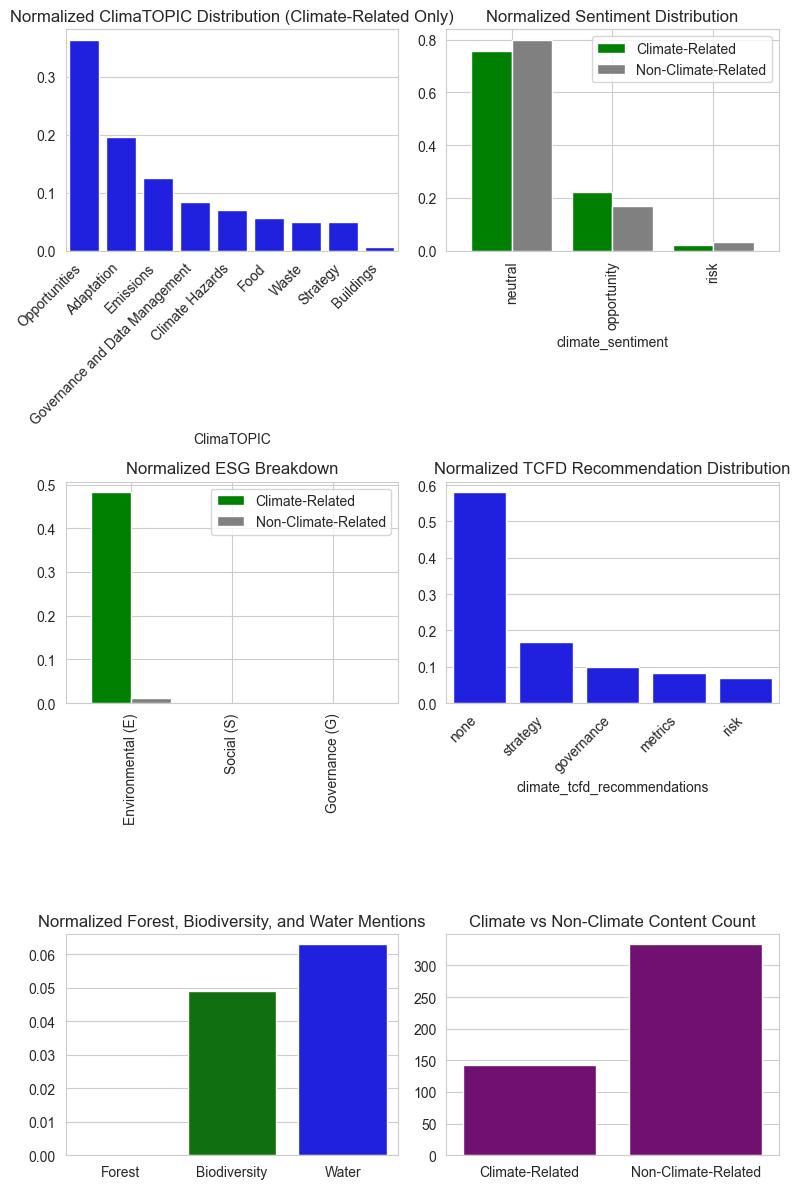 Normalized ClimaTOPIC Distribution (Climate-Related Only)
0.3
0.2
0.1
0.0
Opportunities
Adaptation
Emissions
Governance and Data Management
Climate Hazards
Food
Waste
Strategy
Buildings
ClimaTOPIC
Normalized Sentiment Distribution
Climate-Related
Non-Climate-Related
0.8
0.6
0.4
0.2
0.0
neutral
opportunity
risk
climate_sentiment
Normalized ESG Breakdown
Climate-Related
Non-Climate-Related
0.5
0.4
0.3
0.2
0.1
0.0
Environmental (E)
Social (S)
Governance (G)
Normalized TCFD Recommendation Distribution
0.6
0.5
0.4
0.3
0.2
0.1
0.0
none
strategy
governance
metrics
risk
climate_tcfd_recommendations
Normalized Forest, Biodiversity, and Water Mentions
0.06
0.05
0.04
0.03
0.02
0.01
0.00
Forest
Biodiversity
Water
Climate vs Non-Climate Content Count
300
250
200
150
100
50
0
Climate-Related
Non-Climate-Related